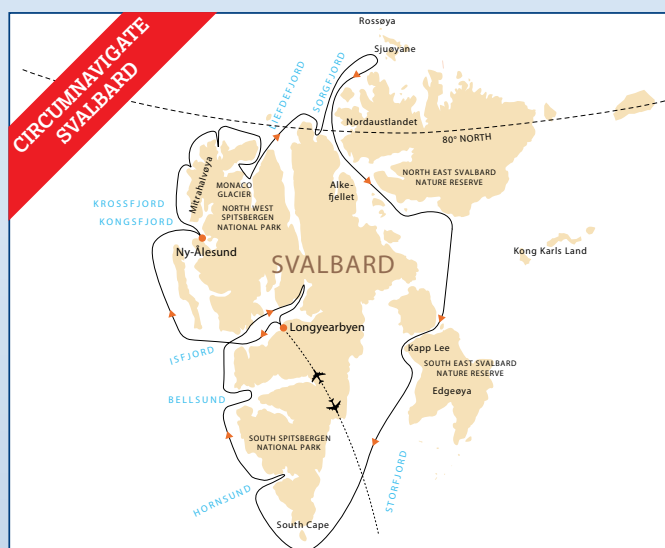 CIRCUMNAVIGATE
SVALBARD
Rossøya
Sjuøyane
LIEFDEFJORD
SORGFJORD
Nordaustlandet
80° NORTH
Mitrahalvøya
MONACO
GLACIER
Alke-
fjellet
NORTH EAST SVALBARD
NATURE RESERVE
KROSSFJORD
NORTH WEST
SPITSBERGEN
NATIONAL PARK
KONGSFJORD
Ny-Ålesund
Kong Karls Land
SVALBARD
Longyearbyen
ISFJORD
Kapp Lee
SOUTH EAST SVALBARD
NATURE RESERVE
Edgeøya
BELLSUND
SOUTH SPITSBERGEN
NATIONAL PARK
STORFJORD
HORNSUND
South Cape